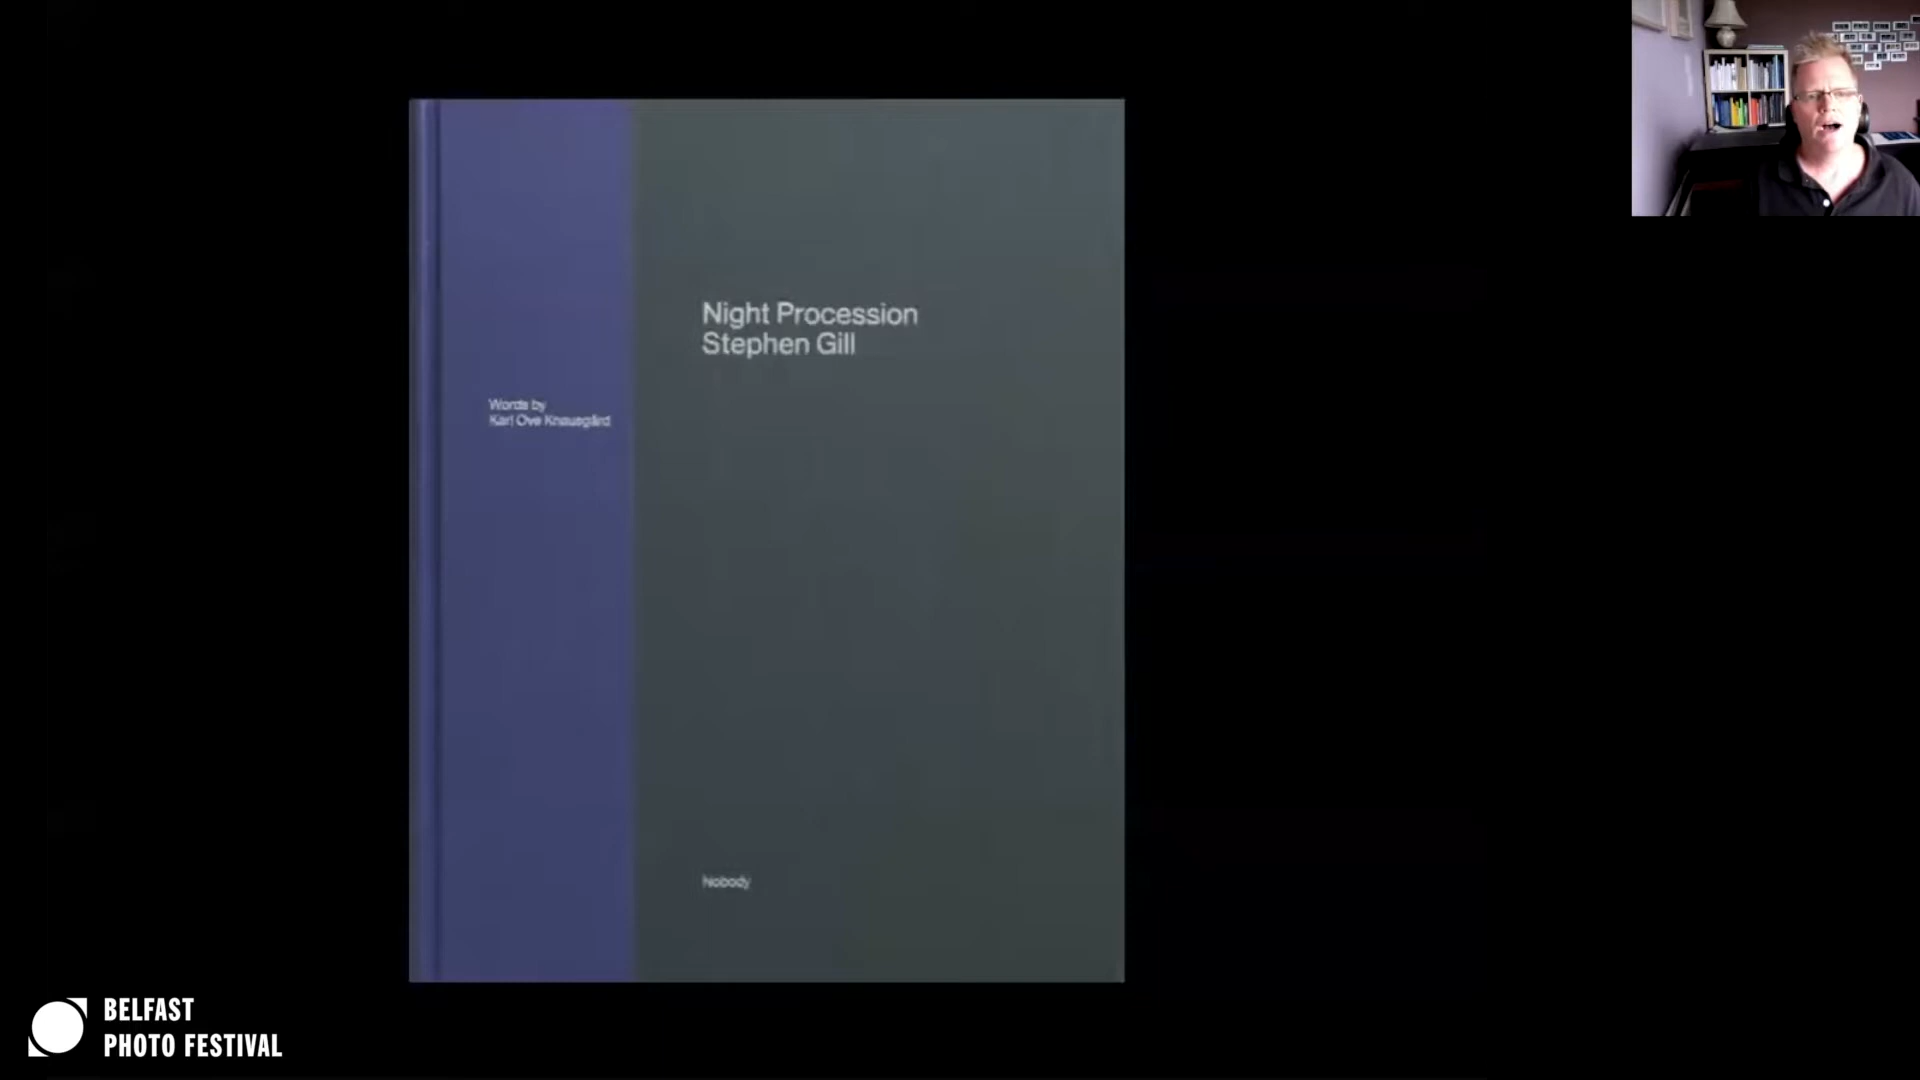 Night Procession
Stephen Gill
Words by
Karl Ove Knausgård
Nobody
BELFAST
PHOTO FESTIVAL